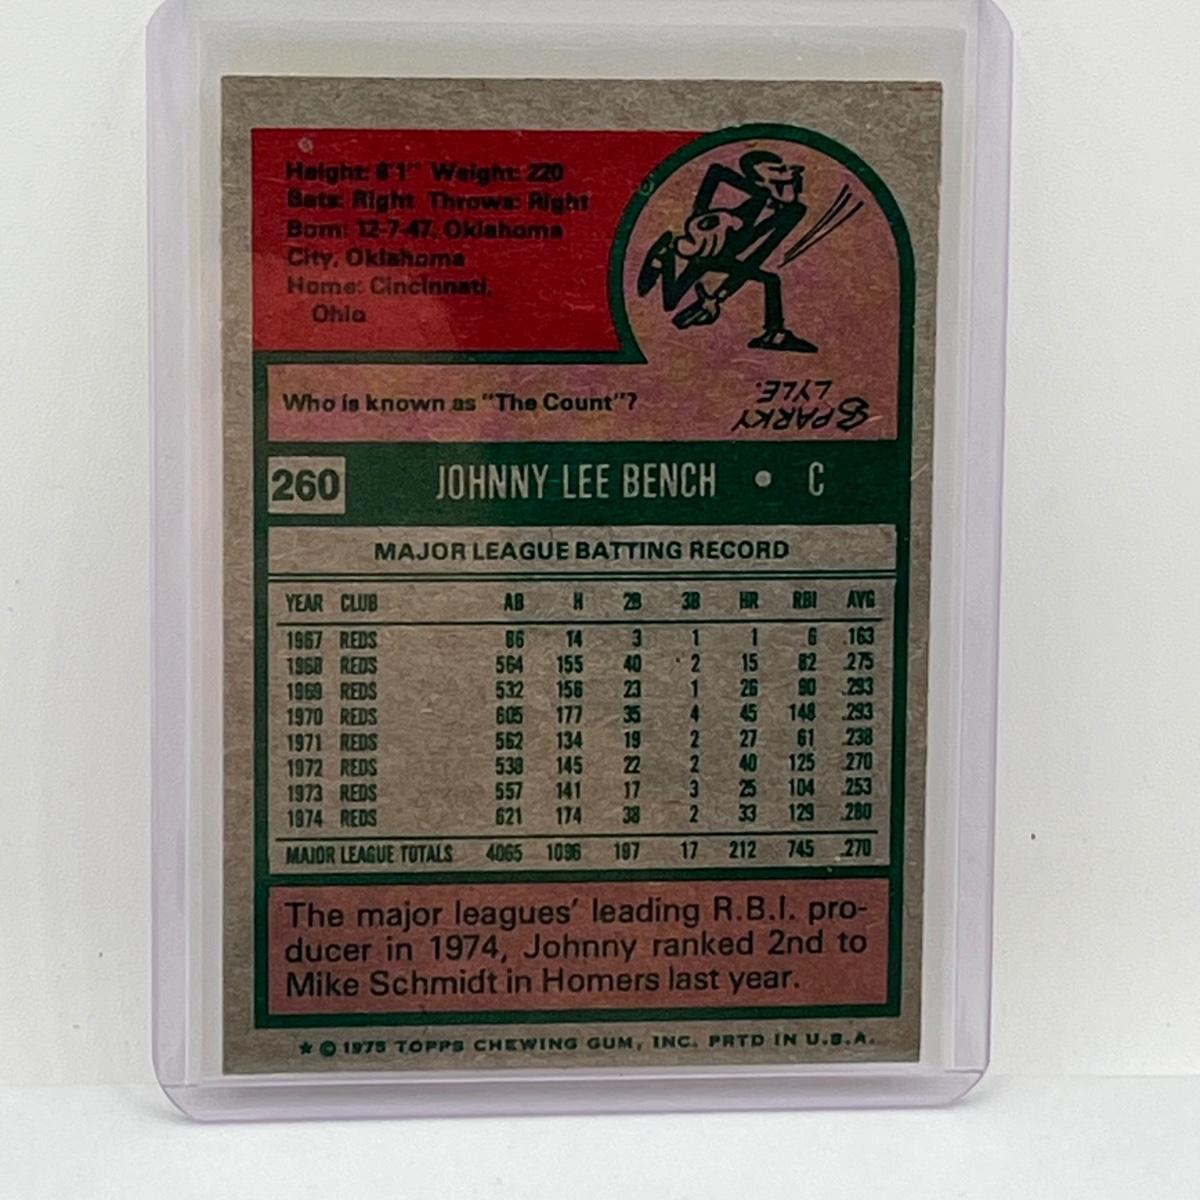 Height: 6'1" Weight: 220
Bats: Right Throws: Right
Born: 12-7-47, Oklahoma
City, Oklahoma
Home: Cincinnati,
Ohio
Who is known as "The Count"?
SPARKY
LYLE.
260 JOHNNY LEE BENCH • C
MAJOR LEAGUE BATTING RECORD
YEAR CLUB AB H 2B 3B HR RBI AVG
1967 REDS 86 14 3 1 1 6 .163
1968 REDS 564 155 40 2 15 82 .275
1969 REDS 532 156 23 1 26 90 .293
1970 REDS 605 177 35 4 45 148 .293
1971 REDS 562 134 19 2 27 61 .238
1972 REDS 538 145 22 2 40 125 .270
1973 REDS 557 141 17 3 25 104 .253
1974 REDS 621 174 38 2 33 129 .280
MAJOR LEAGUE TOTALS 4065 1096 197 17 212 745 .270
The major leagues' leading R.B.I. pro-
ducer in 1974, Johnny ranked 2nd to
Mike Schmidt in Homers last year.
★ © 1975 TOPPS CHEWING GUM, INC. PRTD IN U.S.A.